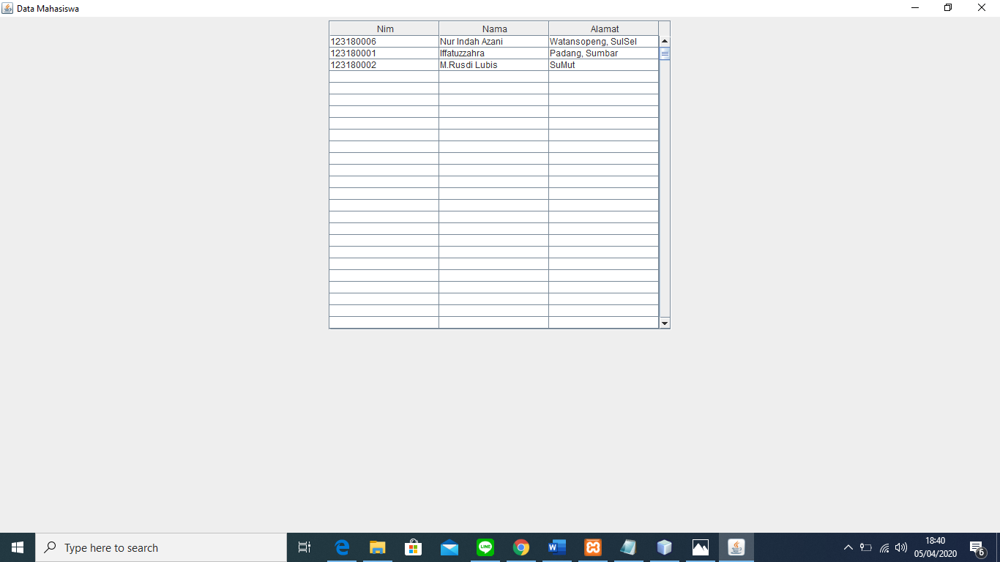 Data Mahasiswa
Nim Nama Alamat
123180006 Nur Indah Azani Watansopeng, SulSel
123180001 Iffatuzzahra Padang, Sumbar
123180002 M.Rusdi Lubis SuMut
Type here to search
LINE
W
18:40
05/04/2020
6